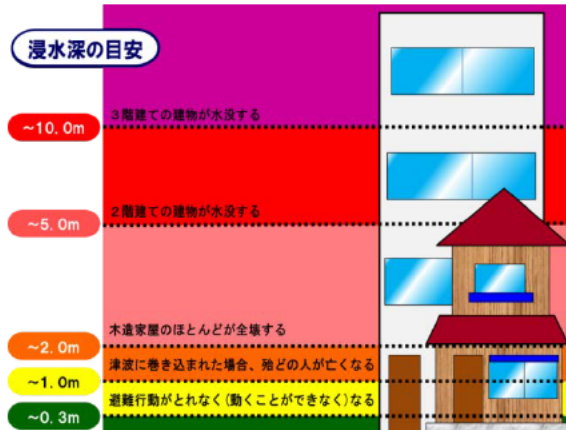 浸水深の目安
3階建ての建物が水没する
~10.0m
2階建ての建物が水没する
~5.0m
木造家屋のほとんどが全壊する
~2.0m
津波に巻き込まれた場合、殆どの人が亡くなる
~1.0m
避難行動がとれなく(動くことができなく)なる
~0.3m